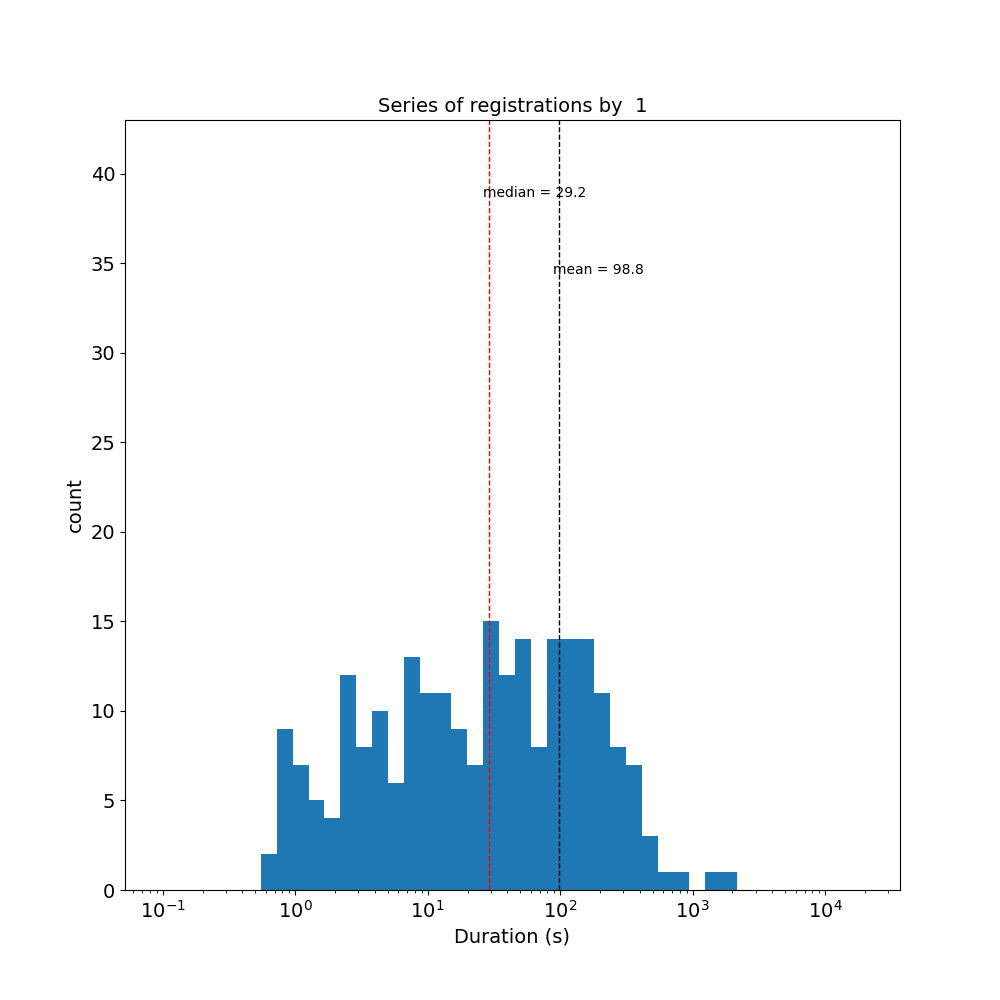 Series of registrations by  1
count
40
35
30
25
20
15
10
5
0
median = 29.2
mean = 98.8
10⁻¹ 10⁰ 10¹ 10² 10³ 10⁴
Duration (s)